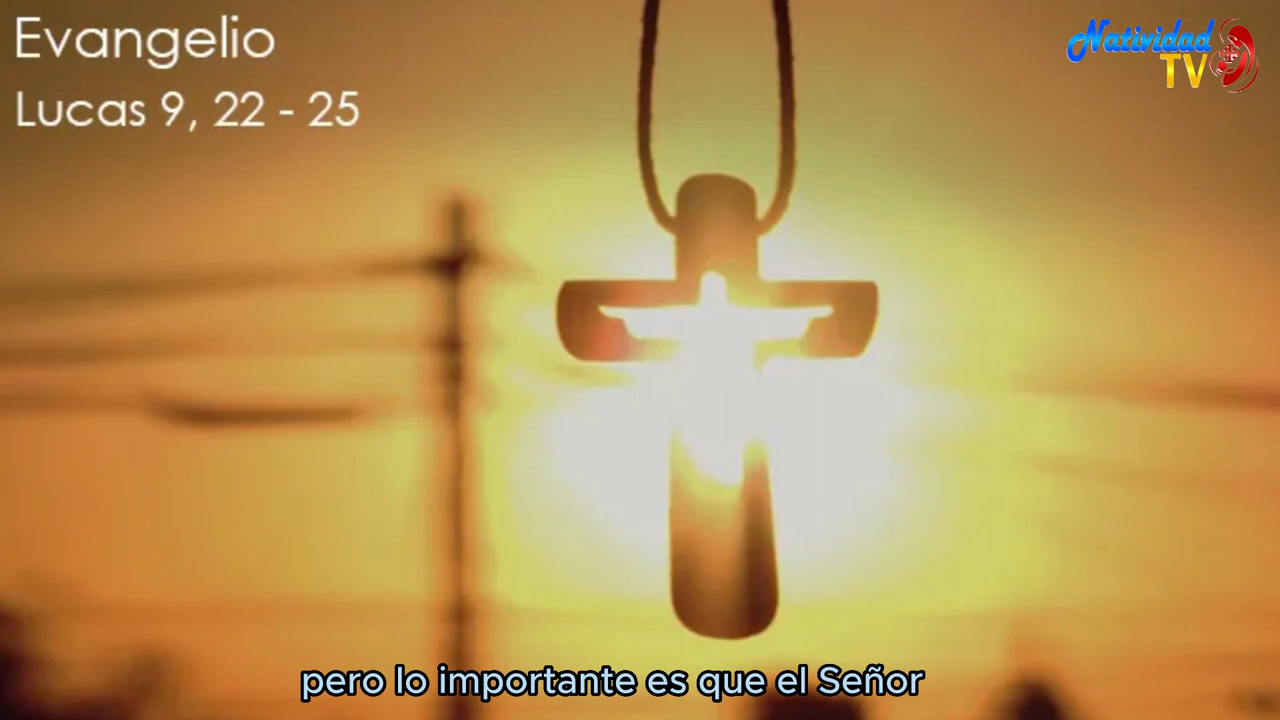 Evangelio
Lucas 9, 22 - 25
Natividad
TV
pero lo importante es que el Señor